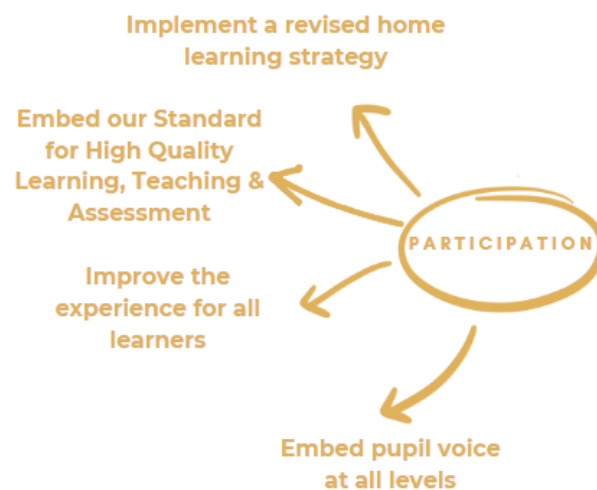 Implement a revised home
learning strategy
Embed our Standard
for High Quality
Learning, Teaching &
Assessment
PARTICIPATION
Improve the
experience for all
learners
Embed pupil voice
at all levels